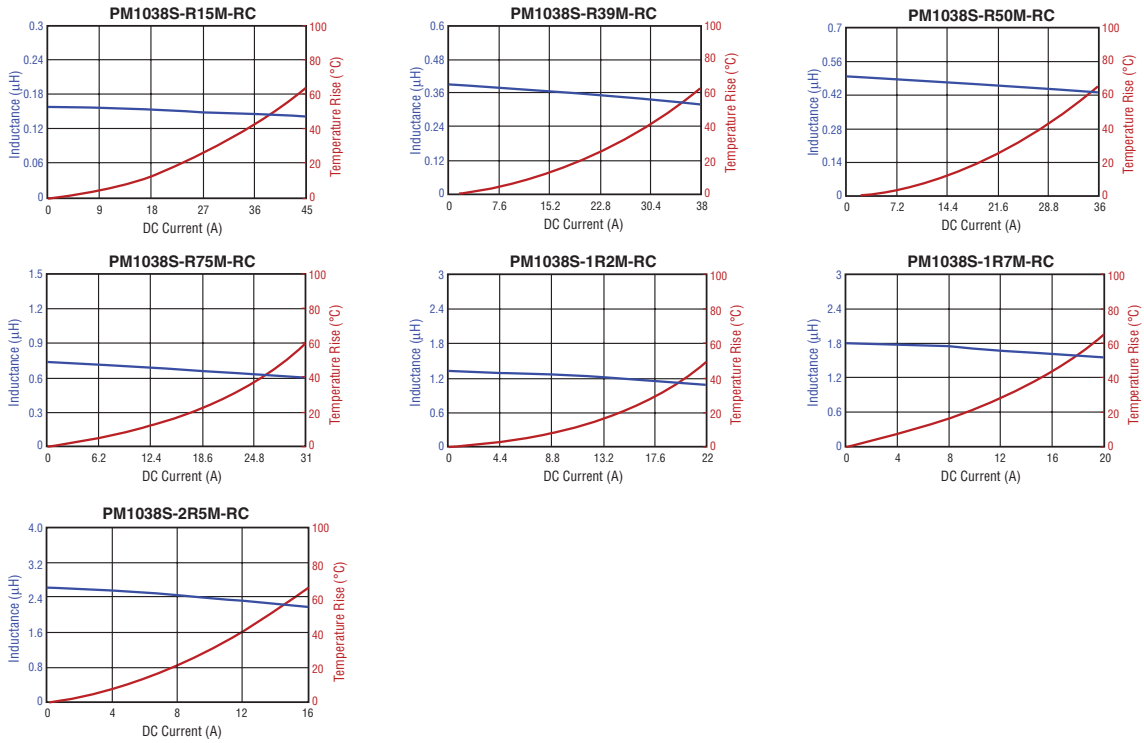 PM1038S-R15M-RC
0.3
0.24
0.18
0.12
0.06
0
Inductance (µH)
100
80
60
40
20
0
Temperature Rise (°C)
0 9 18 27 36 45
DC Current (A)
PM1038S-R39M-RC
0.6
0.48
0.36
0.24
0.12
0
Inductance (µH)
100
80
60
40
20
0
Temperature Rise (°C)
0 7.6 15.2 22.8 30.4 38
DC Current (A)
PM1038S-R50M-RC
0.7
0.56
0.42
0.28
0.14
0
Inductance (µH)
100
80
60
40
20
0
Temperature Rise (°C)
0 7.2 14.4 21.6 28.8 36
DC Current (A)
PM1038S-R75M-RC
1.5
1.2
0.9
0.6
0.3
0
Inductance (µH)
100
80
60
40
20
0
Temperature Rise (°C)
0 6.2 12.4 18.6 24.8 31
DC Current (A)
PM1038S-1R2M-RC
3
2.4
1.8
1.2
0.6
0
Inductance (µH)
100
80
60
40
20
0
Temperature Rise (°C)
0 4.4 8.8 13.2 17.6 22
DC Current (A)
PM1038S-1R7M-RC
3
2.4
1.8
1.2
0.6
0
Inductance (µH)
100
80
60
40
20
0
Temperature Rise (°C)
0 4 8 12 16 20
DC Current (A)
PM1038S-2R5M-RC
4.0
3.2
2.4
1.6
0.8
0
Inductance (µH)
100
80
60
40
20
0
Temperature Rise (°C)
0 4 8 12 16
DC Current (A)